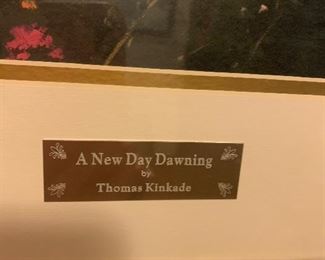 A New Day Dawning
by
Thomas Kinkade